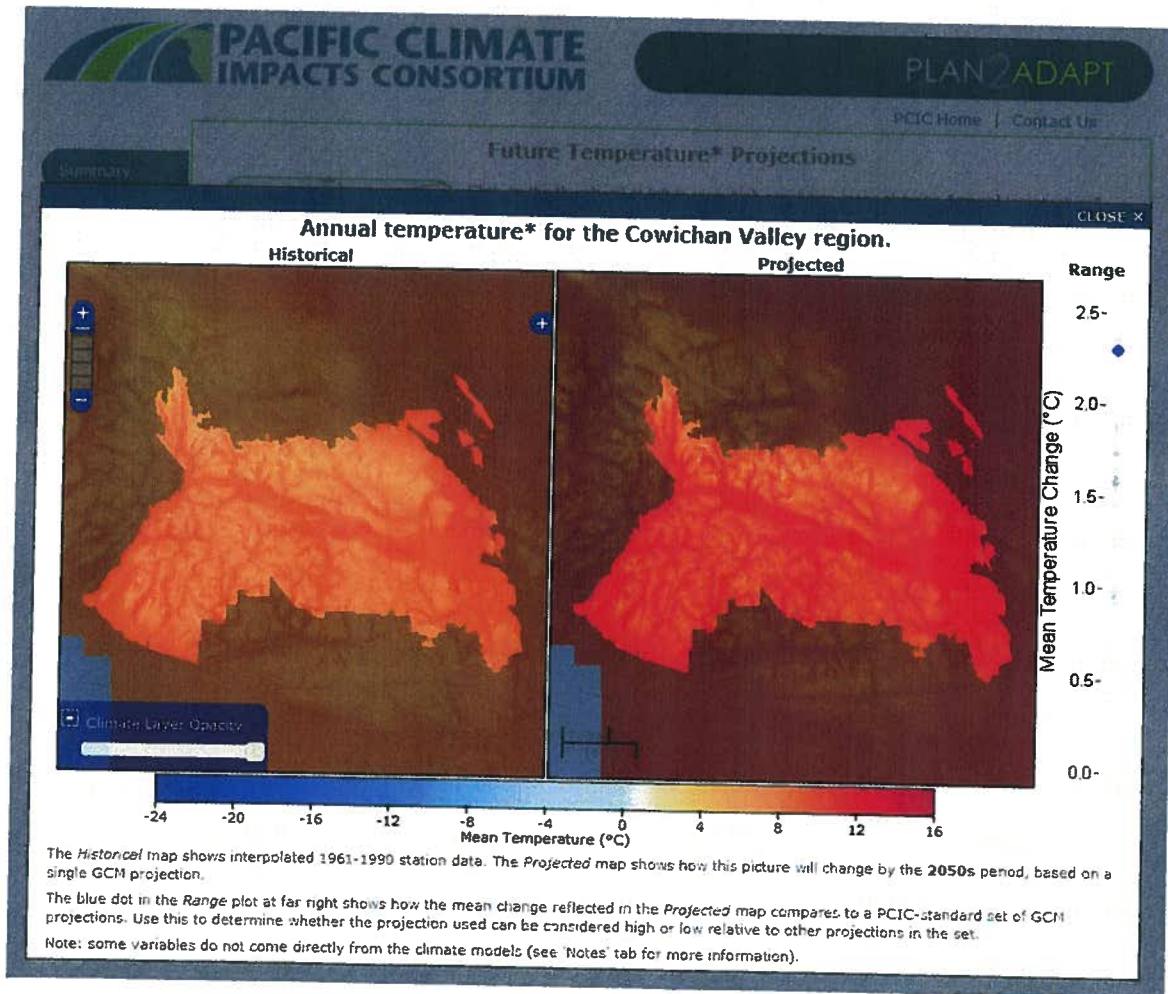 PACIFIC CLIMATE
IMPACTS CONSORTIUM
PLAN2ADAPT
PCIC Home | Contact Us
Future Temperature* Projections
Summary
CLOSE ×
Annual temperature* for the Cowichan Valley region.
Historical
Projected
Range
2.5-
2.0-
1.5-
1.0-
0.5-
0.0-
Mean Temperature Change (°C)
Climate Layer Opacity
-24 -20 -16 -12 -8 -4 0 4 8 12 16
Mean Temperature (°C)
The Historical map shows interpolated 1961-1990 station data. The Projected map shows how this picture will change by the 2050s period, based on a
single GCM projection.
The blue dot in the Range plot at far right shows how the mean change reflected in the Projected map compares to a PCIC-standard set of GCM
projections. Use this to determine whether the projection used can be considered high or low relative to other projections in the set.
Note: some variables do not come directly from the climate models (see 'Notes' tab for more information).